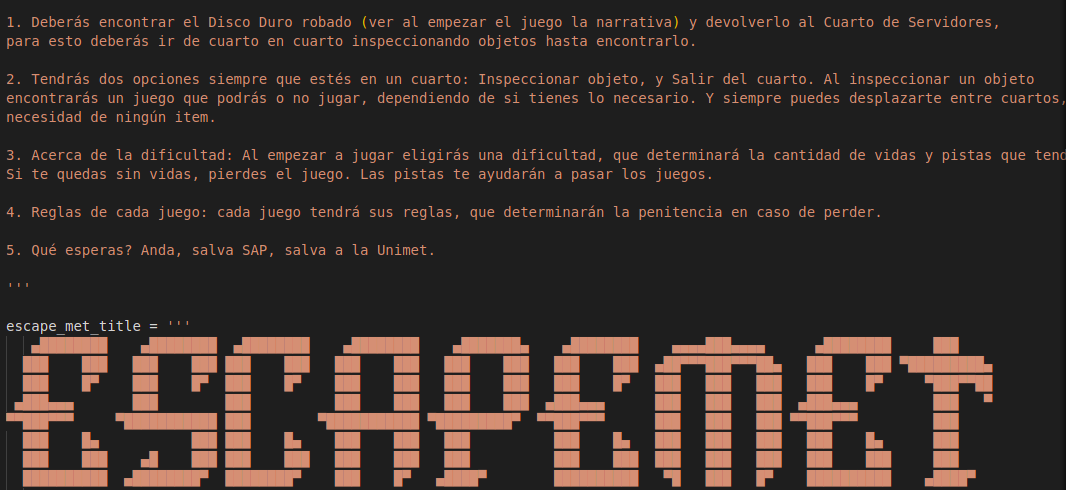 1. Deberás encontrar el Disco Duro robado (ver al empezar el juego la narrativa) y devolverlo al Cuarto de Servidores,
para esto deberás ir de cuarto en cuarto inspeccionando objetos hasta encontrarlo.
2. Tendrás dos opciones siempre que estés en un cuarto: Inspeccionar objeto, y Salir del cuarto. Al inspeccionar un objeto
encontrarás un juego que podrás o no jugar, dependiendo de si tienes lo necesario. Y siempre puedes desplazarte entre cuartos,
necesidad de ningún item.
3. Acerca de la dificultad: Al empezar a jugar eligirás una dificultad, que determinará la cantidad de vidas y pistas que
Si te quedas sin vidas, pierdes el juego. Las pistas te ayudarán a pasar los juegos.
4. Reglas de cada juego: cada juego tendrá sus reglas, que determinarán la penitencia en caso de perder.
5. Qué esperas? Anda, salva SAP, salva a la Unimet.
'''
escape_met_title = '''
ESCAPEMET